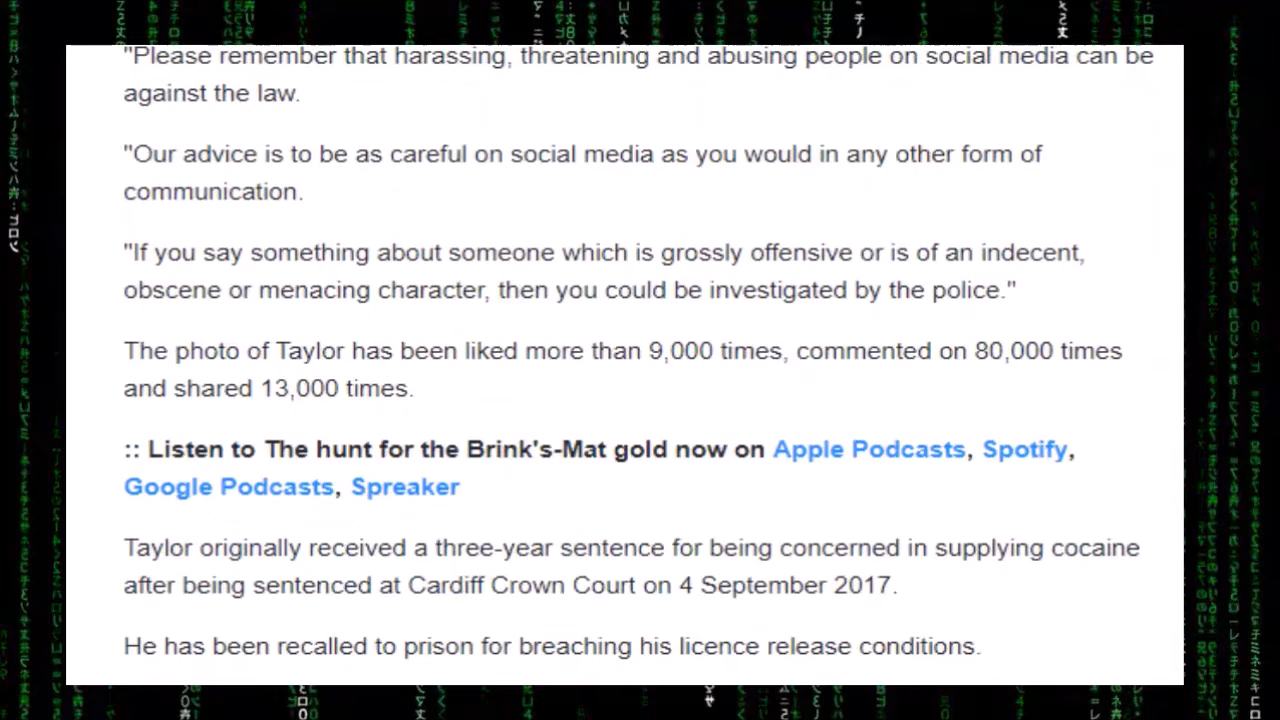 "Please remember that harassing, threatening and abusing people on social media can be
against the law.
"Our advice is to be as careful on social media as you would in any other form of
communication.
"If you say something about someone which is grossly offensive or is of an indecent,
obscene or menacing character, then you could be investigated by the police."
The photo of Taylor has been liked more than 9,000 times, commented on 80,000 times
and shared 13,000 times.
:: Listen to The hunt for the Brink's-Mat gold now on Apple Podcasts, Spotify,
Google Podcasts, Spreaker
Taylor originally received a three-year sentence for being concerned in supplying cocaine
after being sentenced at Cardiff Crown Court on 4 September 2017.
He has been recalled to prison for breaching his licence release conditions.